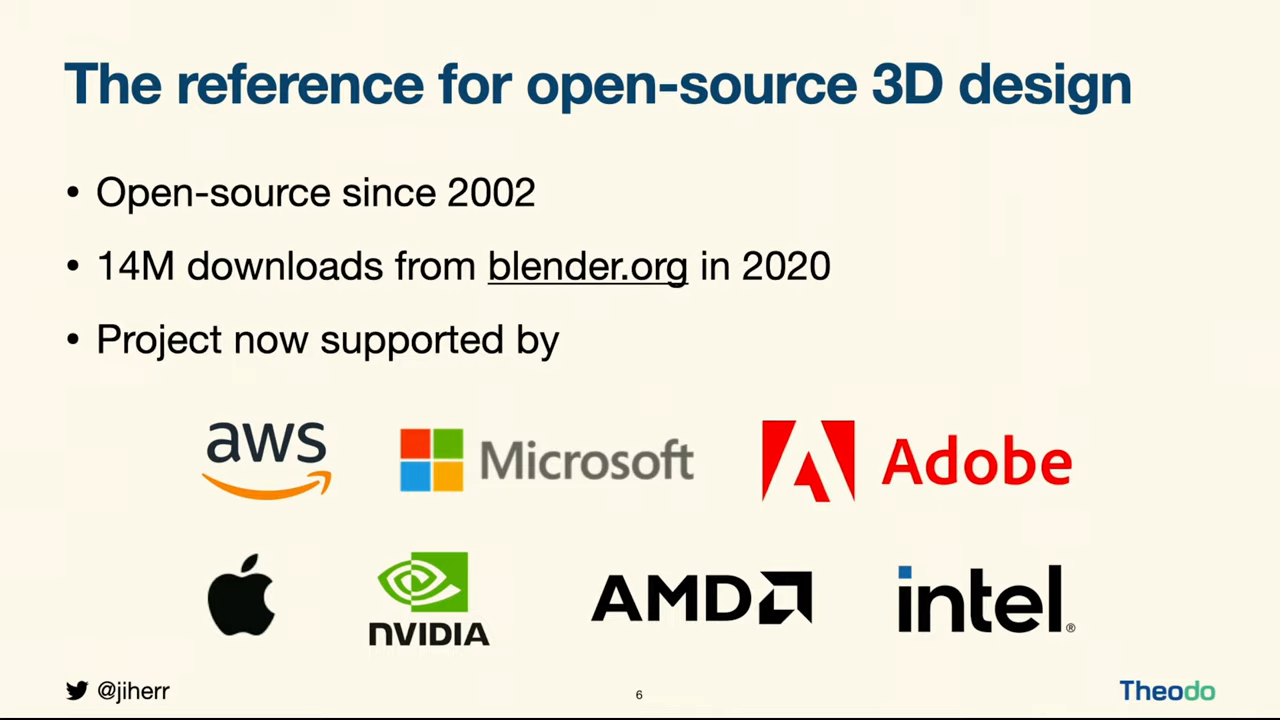 The reference for open-source 3D design
• Open-source since 2002
• 14M downloads from blender.org in 2020
• Project now supported by
aws Microsoft Adobe
NVIDIA AMD intel®
@jiherr 6 Theodo